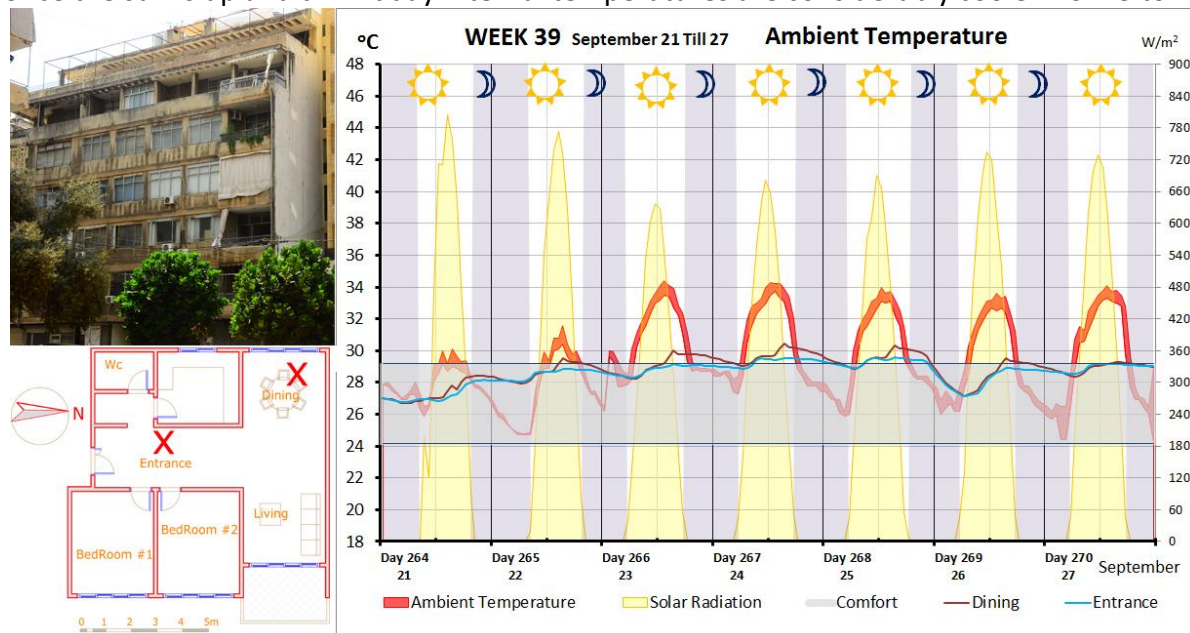 WEEK 39 September 21 Till 27 Ambient Temperature
°C
W/m²
48
46
44
42
40
38
36
34
32
30
28
26
24
22
20
18
900
840
780
720
660
600
540
480
420
360
300
240
180
120
60
0
Day 264 Day 265 Day 266 Day 267 Day 268 Day 269 Day 270
21 22 23 24 25 26 27 September
Ambient Temperature Solar Radiation Comfort Dining Entrance
Wc
N
X
Dining
X
Entrance
Living
BedRoom #2
BedRoom #1
0 1 2 3 4 5m